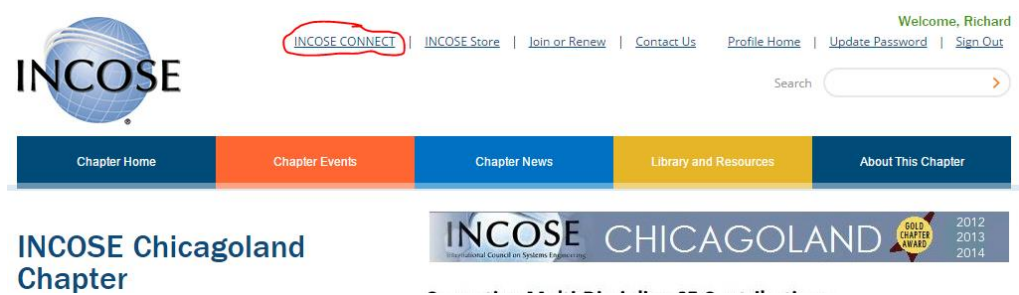 Welcome, Richard
INCOSE CONNECT | INCOSE Store | Join or Renew | Contact Us Profile Home | Update Password | Sign Out
INCOSE
Search
Chapter Home Chapter Events Chapter News Library and Resources About This Chapter
INCOSE Chicagoland
Chapter
INCOSE CHICAGOLAND
International Council on Systems Engineering
GOLD
CHAPTER
AWARD
2012
2013
2014